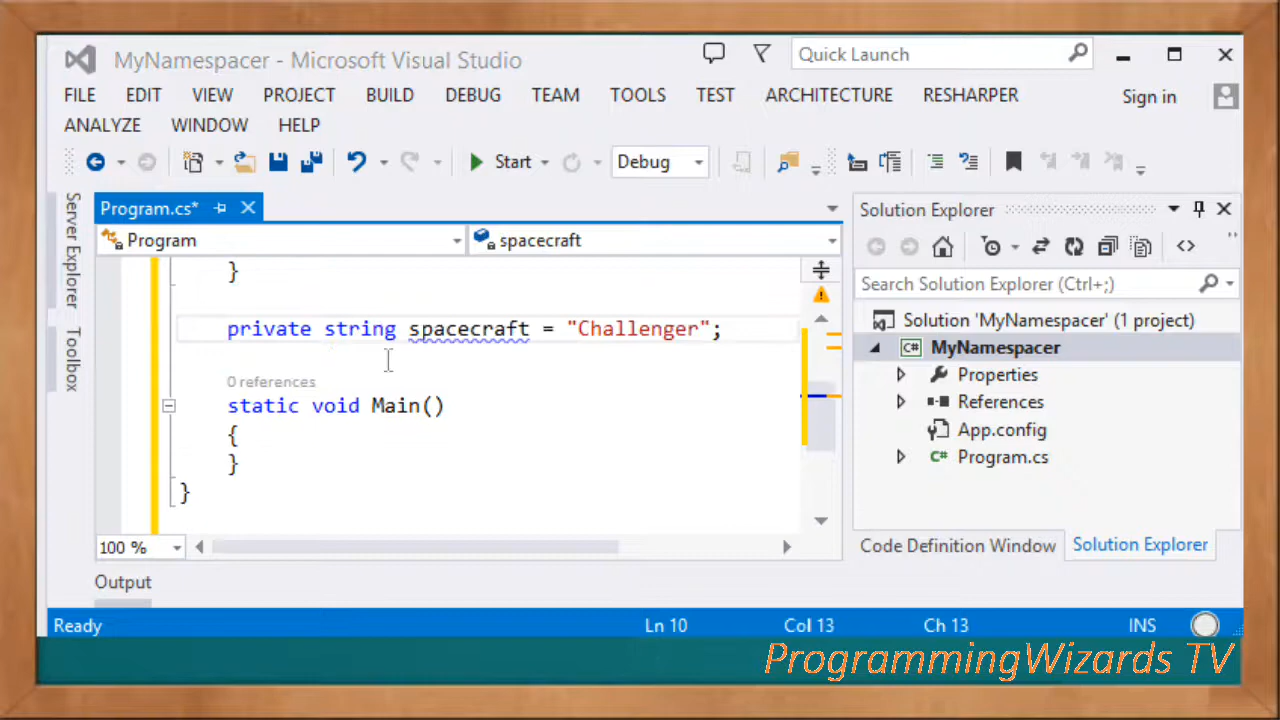 MyNamespacer - Microsoft Visual Studio
Quick Launch
FILE EDIT VIEW PROJECT BUILD DEBUG TEAM TOOLS TEST ARCHITECTURE RESHARPER
Sign in
ANALYZE WINDOW HELP
Start
Debug
Server Explorer
Toolbox
Program.cs*
Program
spacecraft
}
private string spacecraft = "Challenger";
0 references
static void Main()
{
}
}
100 %
Solution Explorer
Search Solution Explorer (Ctrl+;)
Solution 'MyNamespacer' (1 project)
C# MyNamespacer
Properties
References
App.config
C# Program.cs
Code Definition Window
Solution Explorer
Output
Ready
Ln 10
Col 13
Ch 13
INS
ProgrammingWizards TV